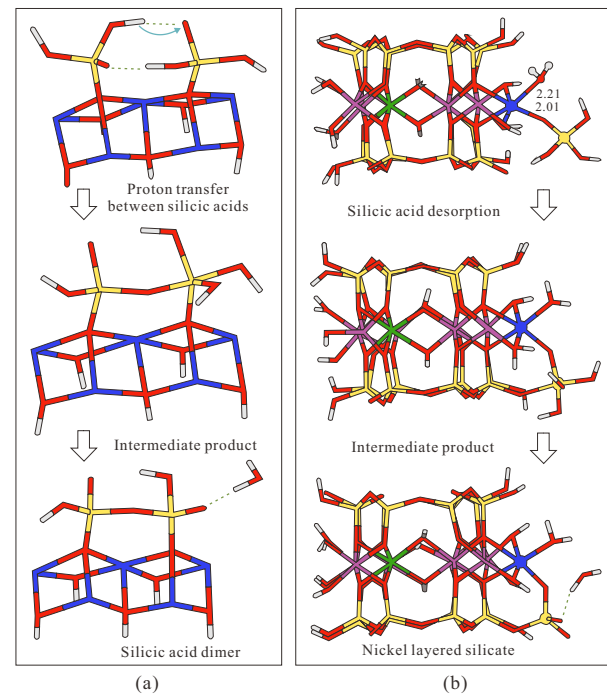 Proton transfer
between silicic acids
Intermediate product
Silicic acid dimer
(a)
2.21
2.01
Silicic acid desorption
Intermediate product
Nickel layered silicate
(b)